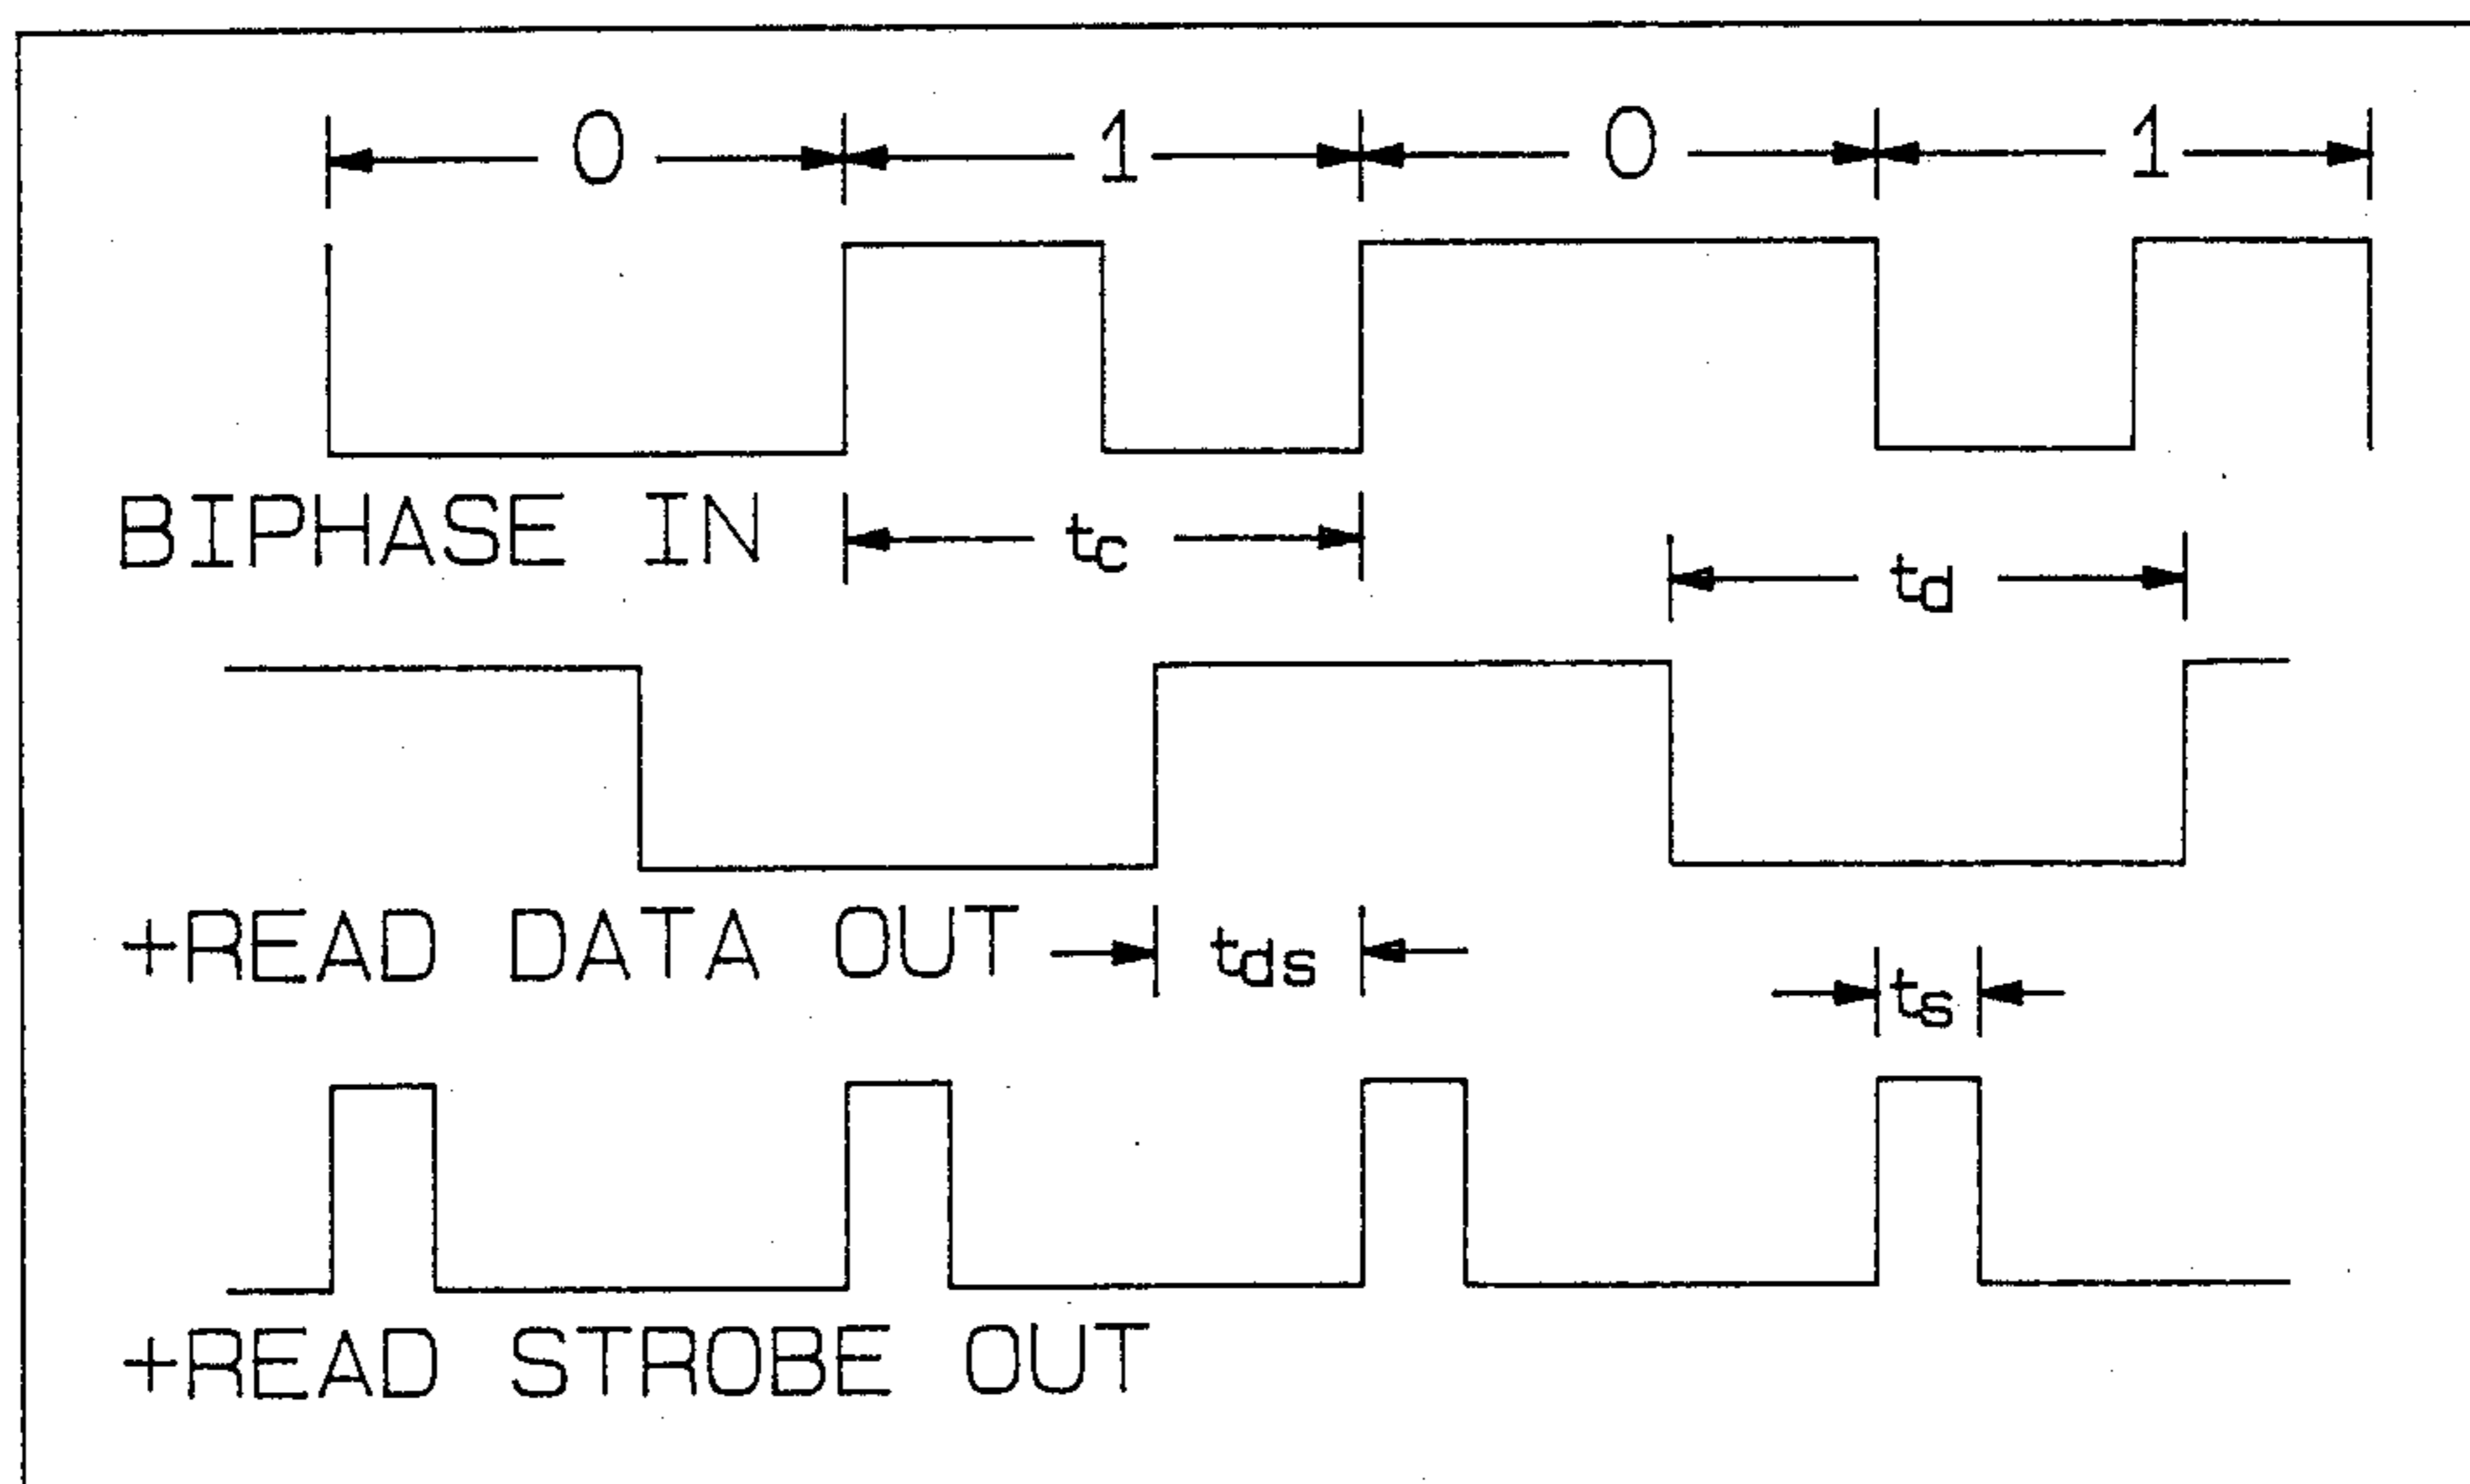 0 1 0 1
BIPHASE IN tc
td
+READ DATA OUT tds
ts
+READ STROBE OUT